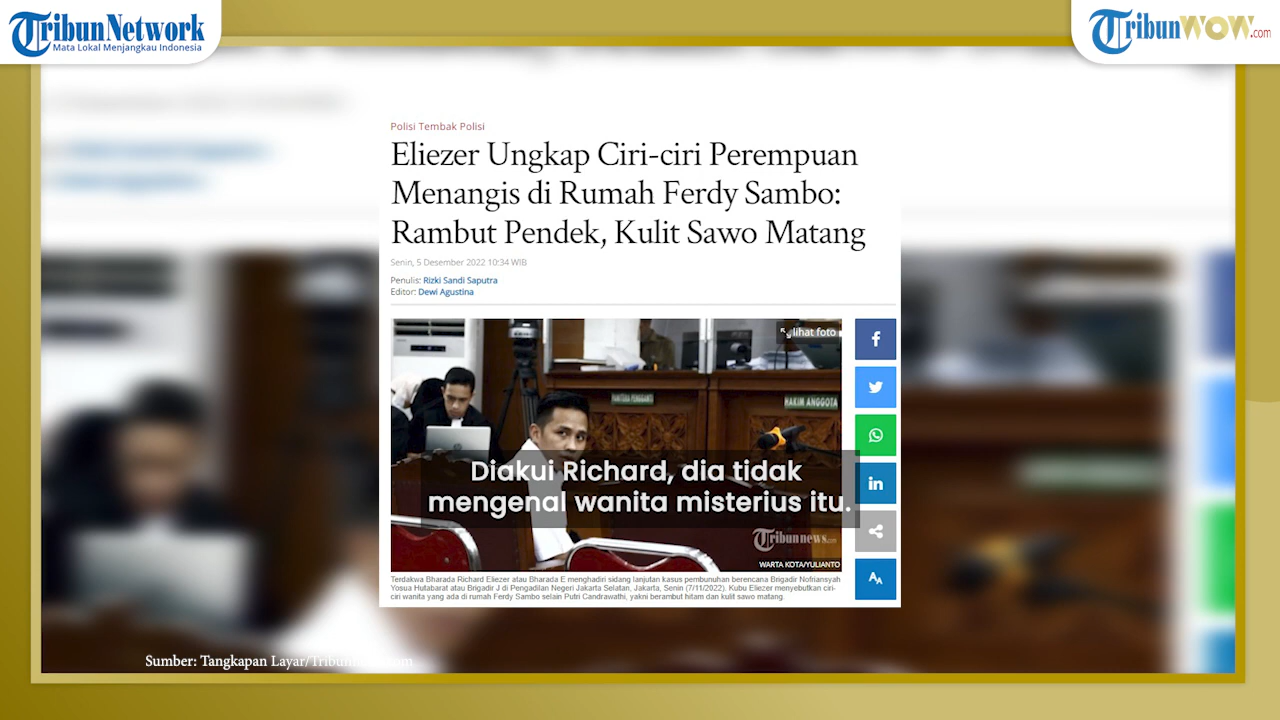 TribunNetwork
Mata Lokal Menjangkau Indonesia
TribunWOW.com
Polisi Tembak Polisi
Eliezer Ungkap Ciri-ciri Perempuan
Menangis di Rumah Ferdy Sambo:
Rambut Pendek, Kulit Sawo Matang
Senin, 5 Desember 2022 10:34 WIB
Penulis: Rizki Sandi Saputra
Editor: Dewi Agustina
lihat foto
PANITERA PENGGANTI
HAKIM ANGGOTA
Diakui Richard, dia tidak
mengenal wanita misterius itu.
Tribunnews.com
WARTA KOTA/YULIANTO
Terdakwa Bharada Richard Eliezer atau Bharada E menghadiri sidang lanjutan kasus pembunuhan berencana Brigadir Nofriansyah
Yosua Hutabarat atau Brigadir J di Pengadilan Negeri Jakarta Selatan, Jakarta, Senin (7/11/2022). Kubu Eliezer menyebutkan ciri-
ciri wanita yang ada di rumah Ferdy Sambo selain Putri Candrawathi, yakni berambut hitam dan kulit sawo matang.
Sumber: Tangkapan Layar/